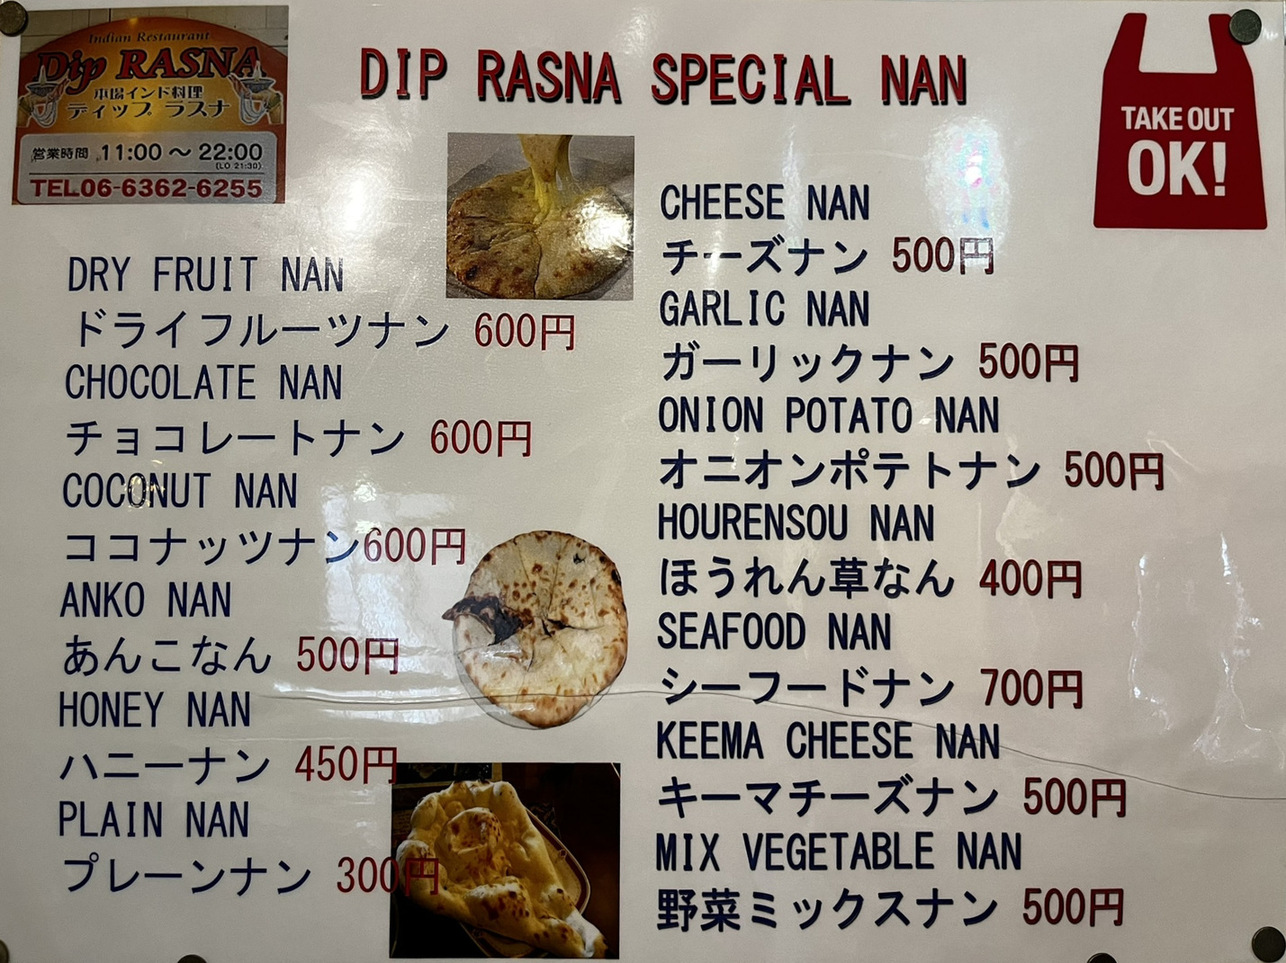 Indian Restaurant
Dip RASNA
本場インド料理
ディップ ラスナ
営業時間 11:00 〜 22:00
(LO 21:30)
TEL06-6362-6255
DIP RASNA SPECIAL NAN
TAKE OUT
OK!
DRY FRUIT NAN
ドライフルーツナン 600円
CHOCOLATE NAN
チョコレートナン 600円
COCONUT NAN
ココナッツナン600円
ANKO NAN
あんこなん 500円
HONEY NAN
ハニーナン 450円
PLAIN NAN
プレーンナン 300円
CHEESE NAN
チーズナン 500円
GARLIC NAN
ガーリックナン 500円
ONION POTATO NAN
オニオンポテトナン 500円
HOURENSOU NAN
ほうれん草なん 400円
SEAFOOD NAN
シーフードナン 700円
KEEMA CHEESE NAN
キーマチーズナン 500円
MIX VEGETABLE NAN
野菜ミックスナン 500円